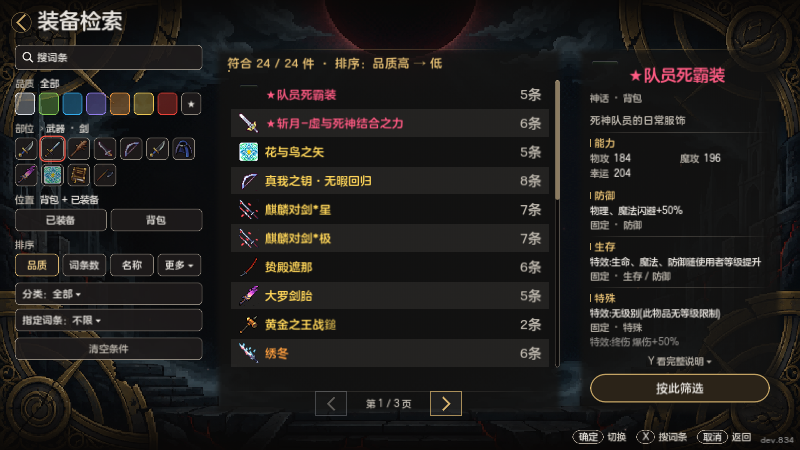 装备检索
搜词条
品质 全部
★
部位 · 武器 · 剑
位置 背包 + 已装备
已装备 背包
排序
品质 词条数 名称 更多
分类：全部
指定词条：不限
清空条件
符合 24 / 24 件 · 排序：品质高 → 低
★队员死霸装 5条
★斩月-虚与死神结合之力 6条
花与鸟之矢 5条
真我之钥·无暇回归 8条
麒麟对剑*星 7条
麒麟对剑*极 7条
贽殿遮那 6条
大罗剑胎 5条
黄金之王战鎚 2条
绣冬 6条
第 1 / 3 页
★队员死霸装
神话 · 背包
死神队员的日常服饰
能力
物攻 184 魔攻 196
幸运 204
防御
物理、魔法闪避+50%
固定 · 防御
生存
特效:生命、魔法、防御随使用者等级提升
固定 · 生存 / 防御
特殊
特效:无级别(此物品无等级限制)
固定 · 特殊
特效:终伤 爆伤+50%
Y 看完整说明
按此筛选
确定 切换 X 搜词条 取消 返回
dev.834